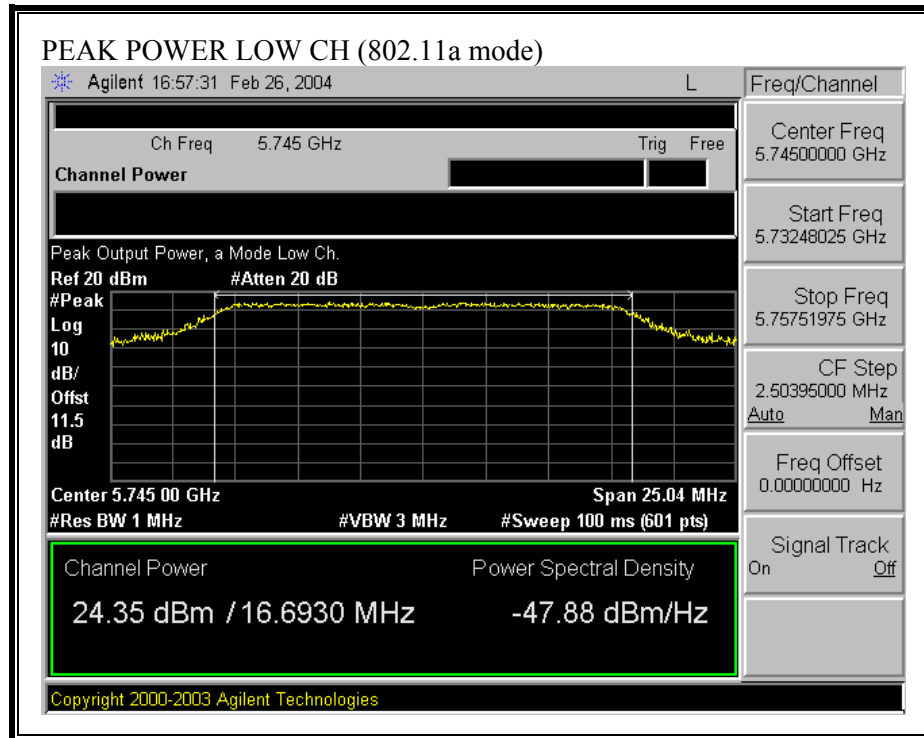 PEAK POWER LOW CH (802.11a mode)
Agilent 16:57:31 Feb 26, 2004 L
Freq/Channel
Ch Freq 5.745 GHz Trig Free
Channel Power
Peak Output Power, a Mode Low Ch.
Ref 20 dBm #Atten 20 dB
#Peak
Log
10
dB/
Offst
11.5
dB
Center 5.745 00 GHz Span 25.04 MHz
#Res BW 1 MHz #VBW 3 MHz #Sweep 100 ms (601 pts)
Channel Power Power Spectral Density
24.35 dBm / 16.6930 MHz -47.88 dBm/Hz
Center Freq
5.74500000 GHz
Start Freq
5.73248025 GHz
Stop Freq
5.75751975 GHz
CF Step
2.50395000 MHz
Auto Man
Freq Offset
0.00000000 Hz
Signal Track
On Off
Copyright 2000-2003 Agilent Technologies